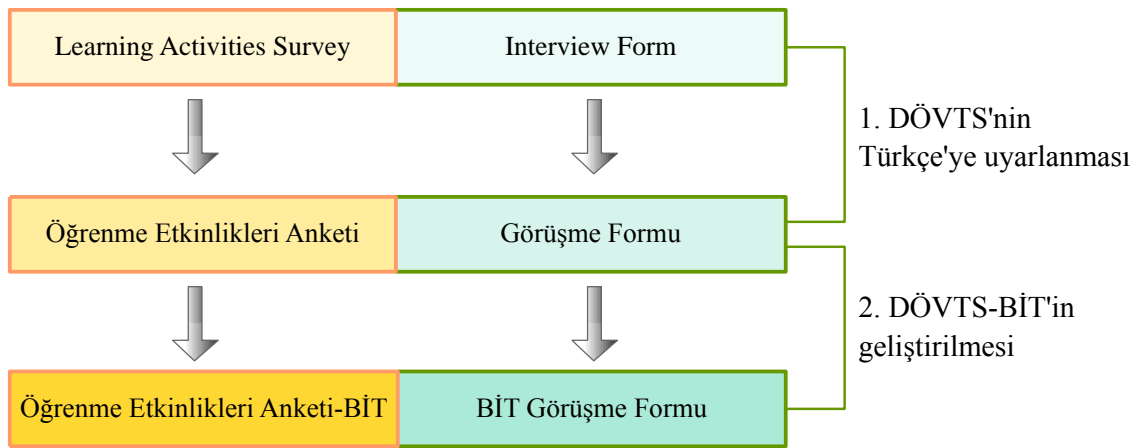 Learning Activities Survey
Interview Form
1. DÖVTS'nin
Türkçe'ye uyarlanması
Öğrenme Etkinlikleri Anketi
Görüşme Formu
2. DÖVTS-BİT'in
geliştirilmesi
Öğrenme Etkinlikleri Anketi-BİT
BİT Görüşme Formu